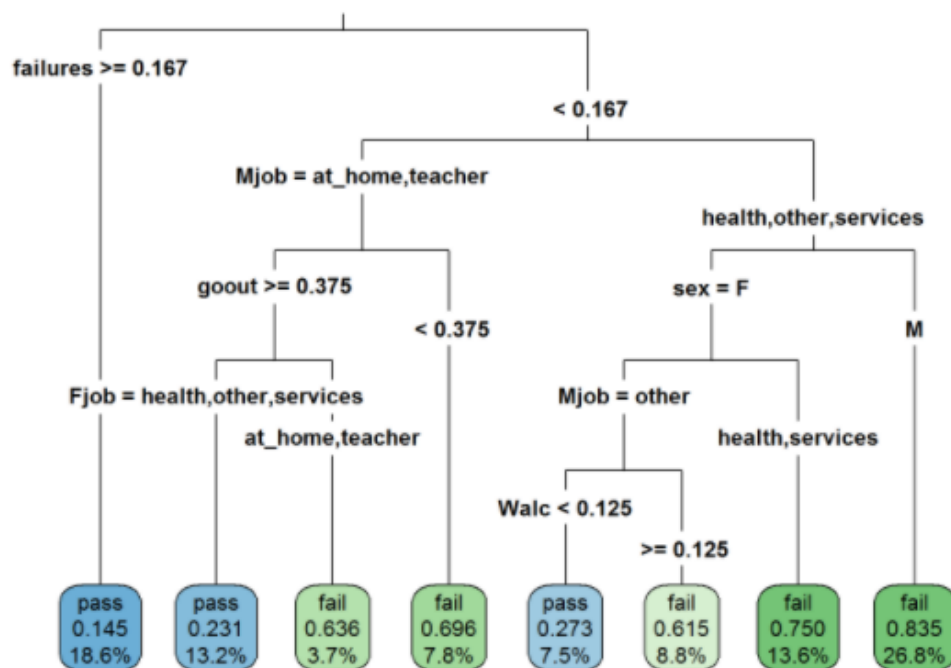 failures >= 0.167
< 0.167
Mjob = at_home,teacher
health,other,services
goout >= 0.375
sex = F
< 0.375
M
Fjob = health,other,services
Mjob = other
at_home,teacher
health,services
Walc < 0.125
>= 0.125
pass
0.145
18.6%
pass
0.231
13.2%
fail
0.636
3.7%
fail
0.696
7.8%
pass
0.273
7.5%
fail
0.615
8.8%
fail
0.750
13.6%
fail
0.835
26.8%